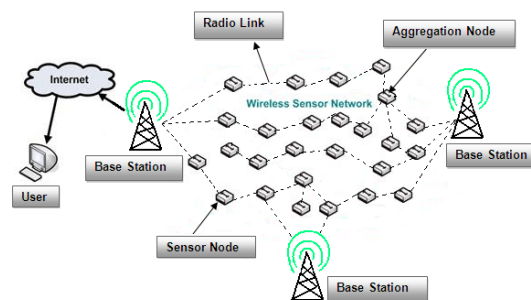 Radio Link
Aggregation Node
Internet
Wireless Sensor Network
Base Station
Base Station
User
Sensor Node
Base Station